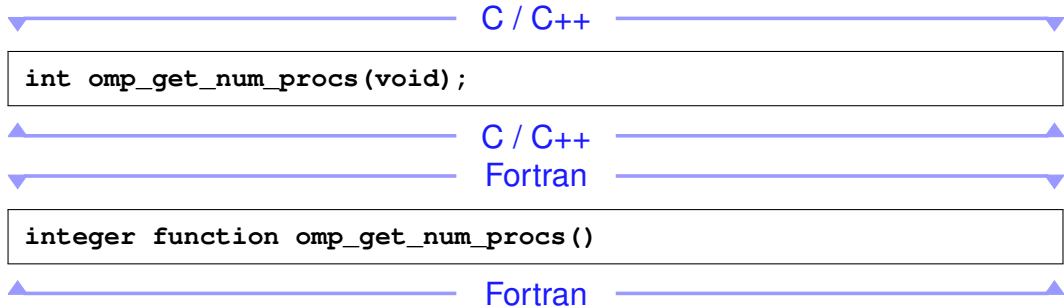 C / C++
int omp_get_num_procs(void);
C / C++
Fortran
integer function omp_get_num_procs()
Fortran